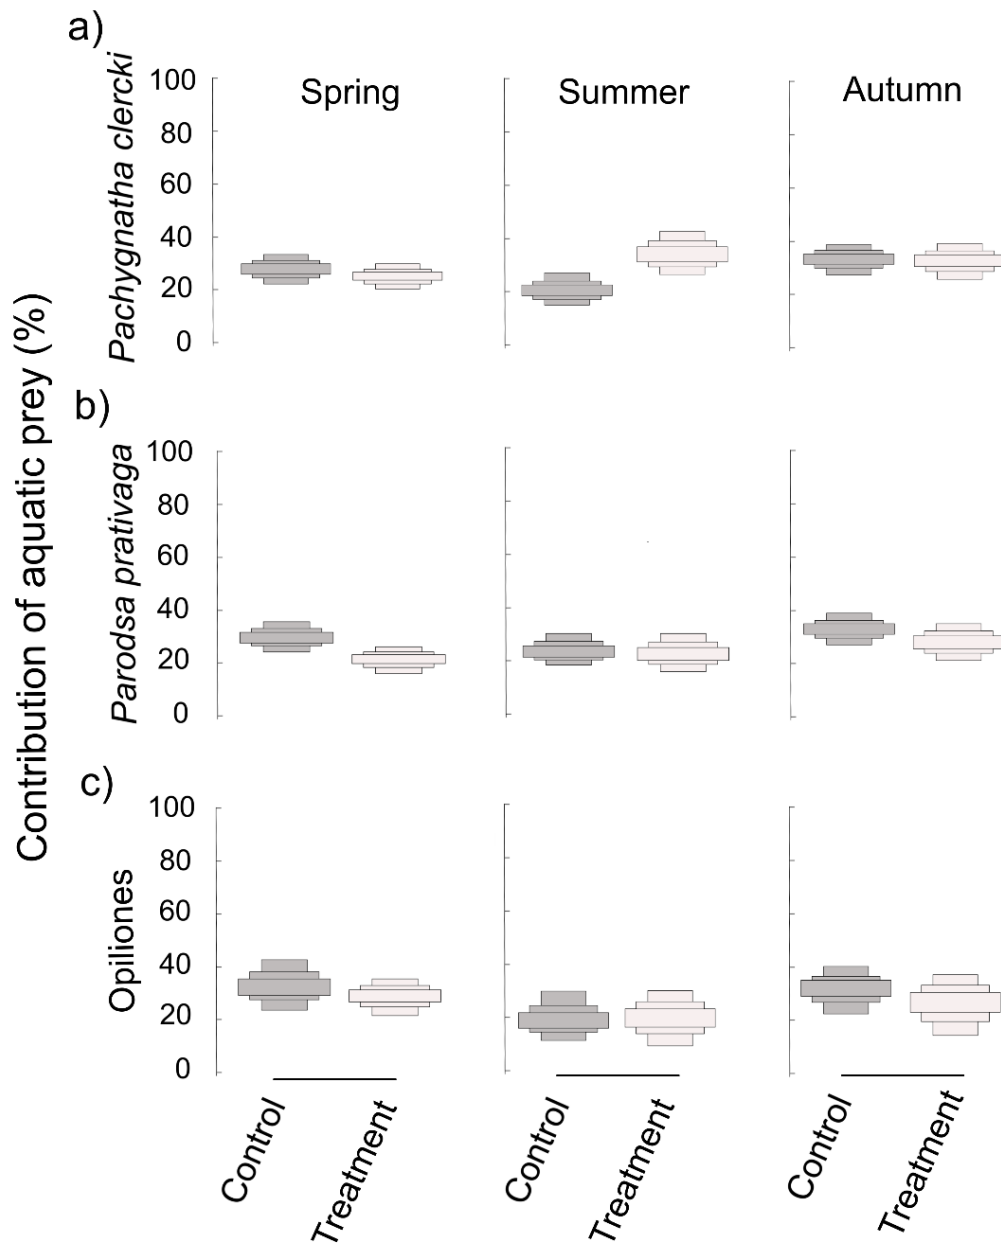 Contribution of aquatic prey (%)
a)
Pachygnatha clercki
100
80
60
40
20
0
Spring
Summer
Autumn
b)
Parodsa prativaga
100
80
60
40
20
0
c)
Opiliones
100
80
60
40
20
0
Control
Treatment
Control
Treatment
Control
Treatment